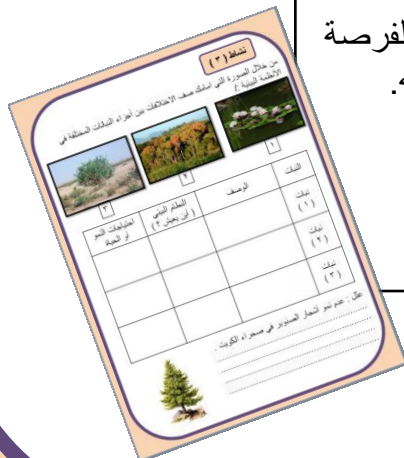 لفرصة
.
نشاط ( ٣ )
من خلال الصورة التي أمامك صف الاختلافات بين أجزاء النباتات المختلفة في
الأنظمة البيئية :/
١
٢
٣
النبات
الوصف
النظام البيئي
( أين يعيش ؟ )
احتياجات النمو
أو الحياة
نبات
( ١ )
نبات
( ٢ )
نبات
( ٣ )
علل : عدم نمو أشجار الصنوبر في صحراء الكويت .